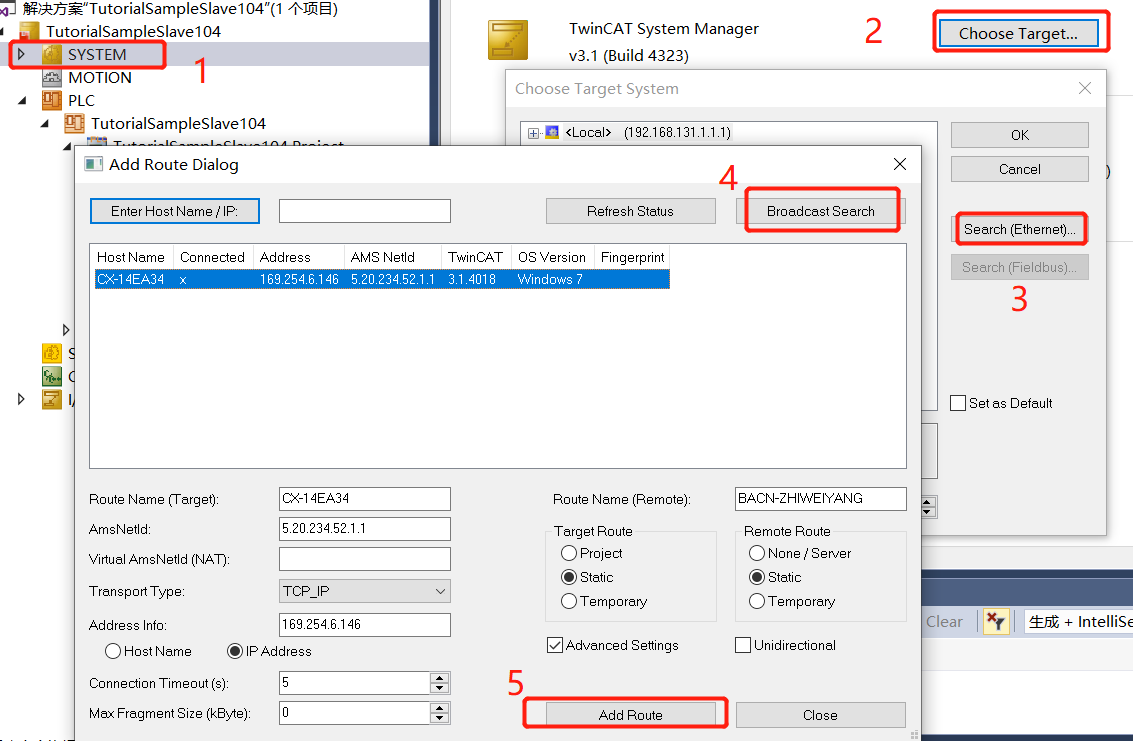 解决方案"TutorialSampleSlave104"(1 个项目)
TutorialSampleSlave104
SYSTEM
1
MOTION
PLC
TutorialSampleSlave104
TutorialSampleSlave104 Project
TwinCAT System Manager
v3.1 (Build 4323)
2
Choose Target...
Choose Target System
<Local> (192.168.131.1.1.1)
OK
Cancel
Search (Ethernet)...
Search (Fieldbus)...
3
Set as Default
Add Route Dialog
4
Enter Host Name / IP:
Refresh Status
Broadcast Search
Host Name Connected Address AMS NetId TwinCAT OS Version Fingerprint
CX-14EA34 x 169.254.6.146 5.20.234.52.1.1 3.1.4018 Windows 7
Route Name (Target): CX-14EA34
AmsNetId: 5.20.234.52.1.1
Virtual AmsNetId (NAT):
Transport Type: TCP_IP
Address Info: 169.254.6.146
Host Name IP Address
Connection Timeout (s): 5
Max Fragment Size (kByte): 0
Route Name (Remote): BACN-ZHIWEIYANG
Target Route
Project
Static
Temporary
Remote Route
None / Server
Static
Temporary
Advanced Settings
Unidirectional
5
Add Route
Close
Clear
生成 + IntelliSe